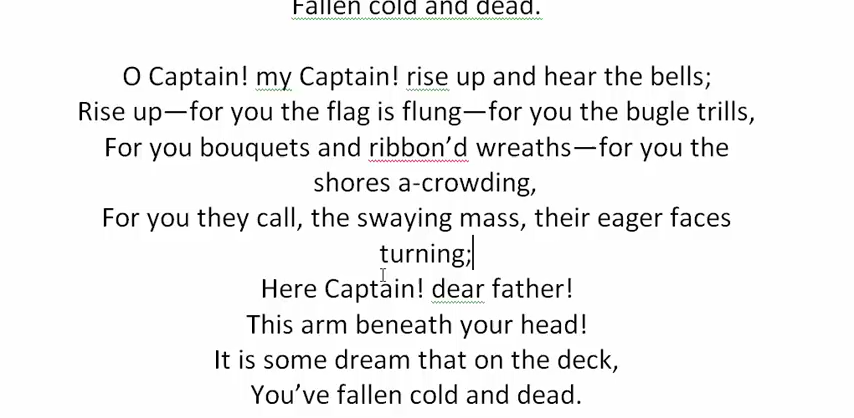 Fallen cold and dead.
O Captain! my Captain! rise up and hear the bells;
Rise up—for you the flag is flung—for you the bugle trills,
For you bouquets and ribbon’d wreaths—for you the
shores a-crowding,
For you they call, the swaying mass, their eager faces
turning;
Here Captain! dear father!
This arm beneath your head!
It is some dream that on the deck,
You’ve fallen cold and dead.